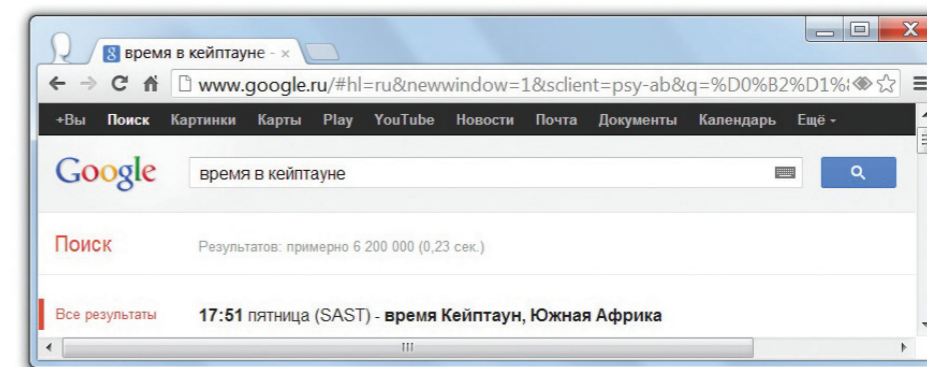 время в кейптауне - ×
www.google.ru/#hl=ru&newwindow=1&sclient=psy-ab&q=%D0%B2%D1%
+Вы Поиск Картинки Карты Play YouTube Новости Почта Документы Календарь Ещё
Google время в кейптауне
Поиск Результатов: примерно 6 200 000 (0,23 сек.)
Все результаты 17:51 пятница (SAST) - время Кейптаун, Южная Африка